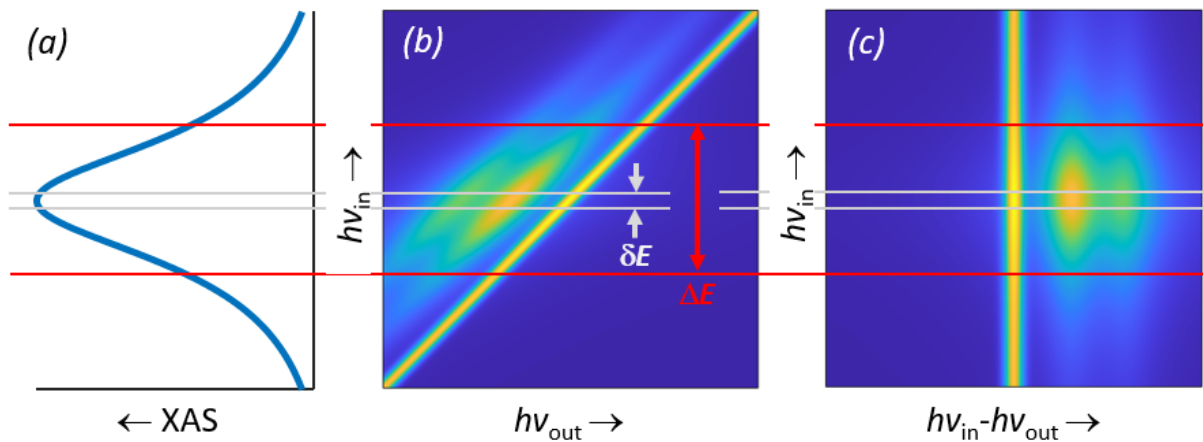 (a)
(b)
(c)
hν_in →
hν_in →
δE
ΔE
← XAS
hν_out →
hν_in-hν_out →